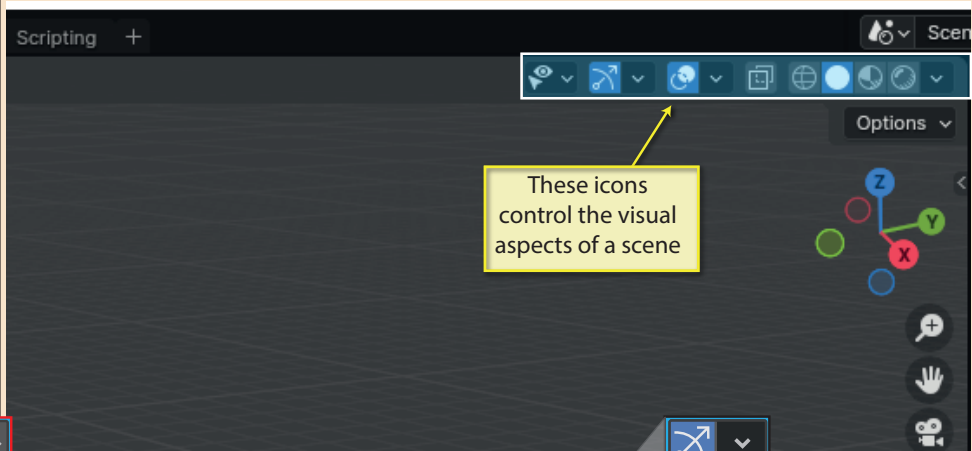 Scripting +
Scen
Options
These icons
control the visual
aspects of a scene
Z
Y
X